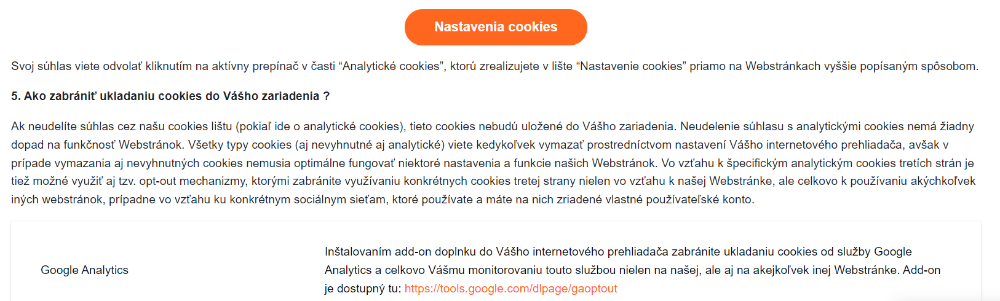 Nastavenia cookies
Svoj súhlas viete odvolať kliknutím na aktívny prepínač v časti “Analytické cookies”, ktorú zrealizujete v lište “Nastavenie cookies” priamo na Webstránkach vyššie popísaným spôsobom.
5. Ako zabrániť ukladaniu cookies do Vášho zariadenia ?
Ak neudelíte súhlas cez našu cookies lištu (pokiaľ ide o analytické cookies), tieto cookies nebudú uložené do Vášho zariadenia. Neudelenie súhlasu s analytickými cookies nemá žiadny
dopad na funkčnosť Webstránok. Všetky typy cookies (aj nevyhnutné aj analytické) viete kedykoľvek vymazať prostredníctvom nastavení Vášho internetového prehliadača, avšak v
prípade vymazania aj nevyhnutných cookies nemusia optimálne fungovať niektoré nastavenia a funkcie našich Webstránok. Vo vzťahu k špecifickým analytickým cookies tretích strán je
tiež možné využiť aj tzv. opt-out mechanizmy, ktorými zabránite využívaniu konkrétnych cookies tretej strany nielen vo vzťahu k našej Webstránke, ale celkovo k používaniu akýchkoľvek
iných webstránok, prípadne vo vzťahu ku konkrétnym sociálnym sieťam, ktoré používate a máte na nich zriadené vlastné používateľské konto.
Google Analytics
Inštalovaním add-on doplnku do Vášho internetového prehliadača zabránite ukladaniu cookies od služby Google
Analytics a celkovo Vášmu monitorovaniu touto službou nielen na našej, ale aj na akejkoľvek inej Webstránke. Add-on
je dostupný tu: https://tools.google.com/dlpage/gaoptout